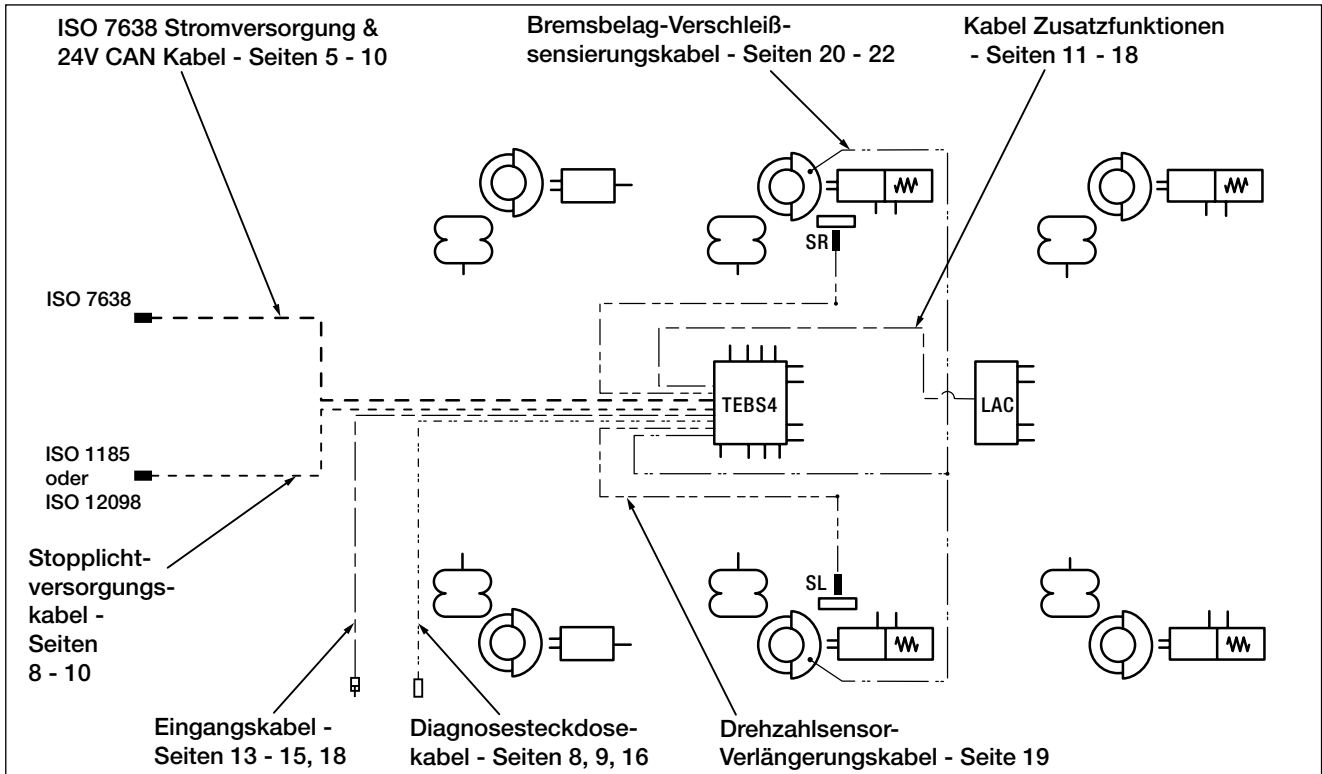 ISO 7638 Stromversorgung &
24V CAN Kabel - Seiten 5 - 10
Bremsbelag-Verschleiß-
sensierungskabel - Seiten 20 - 22
Kabel Zusatzfunktionen
- Seiten 11 - 18
SR
ISO 7638
TEBS4
LAC
ISO 1185
oder
ISO 12098
Stopplicht-
versorgungs-
kabel -
Seiten
8 - 10
SL
Eingangskabel -
Seiten 13 - 15, 18
Diagnosesteckdose-
kabel - Seiten 8, 9, 16
Drehzahlsensor-
Verlängerungskabel - Seite 19